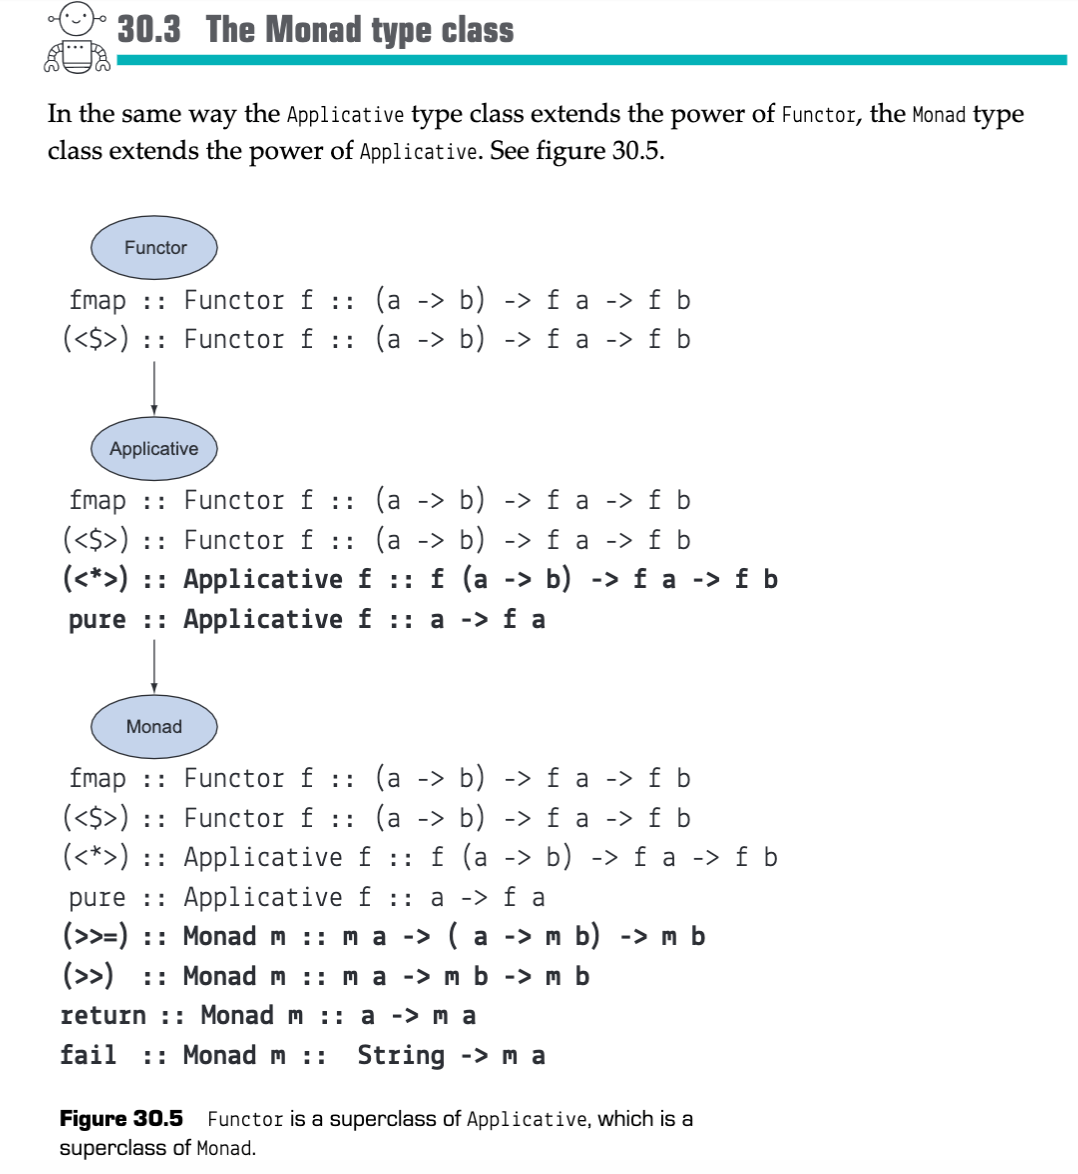 30.3 The Monad type class
In the same way the Applicative type class extends the power of Functor, the Monad type
class extends the power of Applicative. See figure 30.5.
Functor
fmap :: Functor f :: (a -> b) -> f a -> f b
(<$>) :: Functor f :: (a -> b) -> f a -> f b
Applicative
fmap :: Functor f :: (a -> b) -> f a -> f b
(<$>) :: Functor f :: (a -> b) -> f a -> f b
(<*>) :: Applicative f :: f (a -> b) -> f a -> f b
pure :: Applicative f :: a -> f a
Monad
fmap :: Functor f :: (a -> b) -> f a -> f b
(<$>) :: Functor f :: (a -> b) -> f a -> f b
(<*>) :: Applicative f :: f (a -> b) -> f a -> f b
pure :: Applicative f :: a -> f a
(>>=) :: Monad m :: m a -> ( a -> m b) -> m b
(>>) :: Monad m :: m a -> m b -> m b
return :: Monad m :: a -> m a
fail :: Monad m :: String -> m a
Figure 30.5 Functor is a superclass of Applicative, which is a
superclass of Monad.